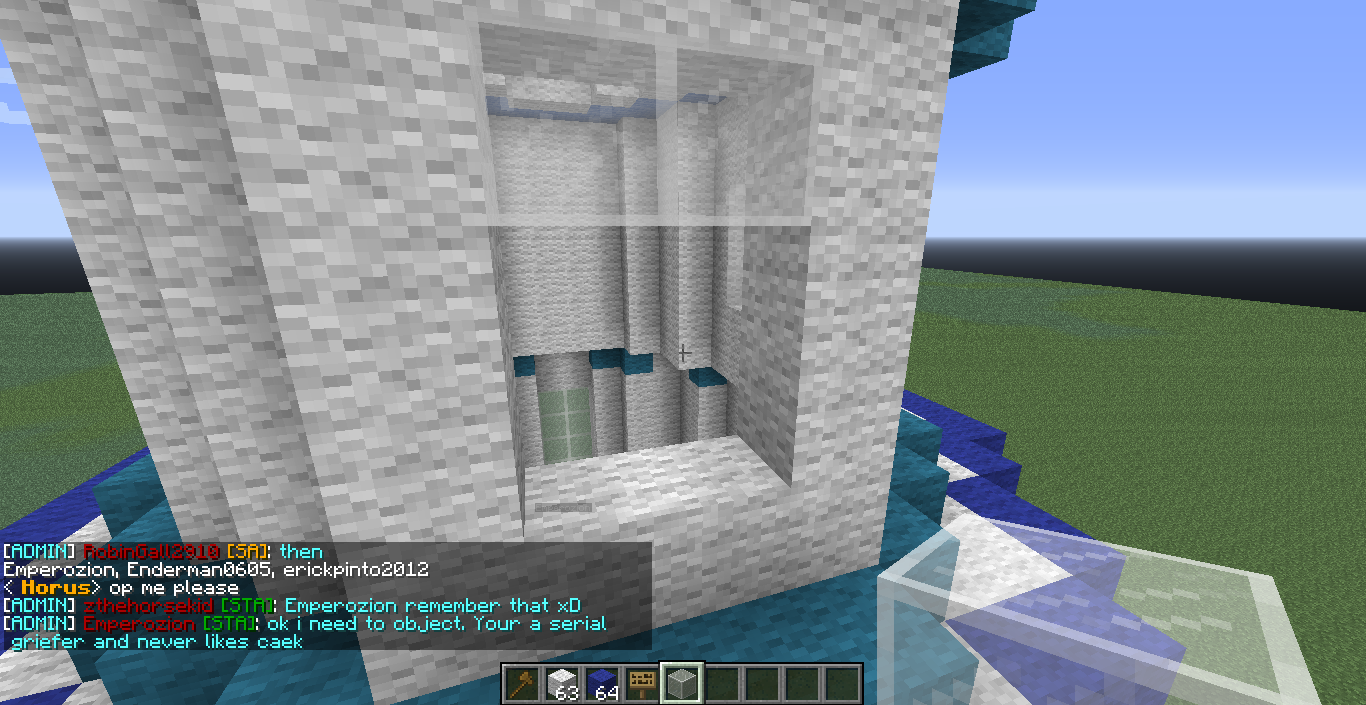 [ADMIN] RobinGall2910 [SA]: then
Emperozion, Enderman0605, erickpinto2012
< Horus> op me please
[ADMIN] zthehorsekid [STA]: Emperozion remember that xD
[ADMIN] Emperozion [STA]: ok i need to object. Your a serial
griefer and never likes caek
63 64